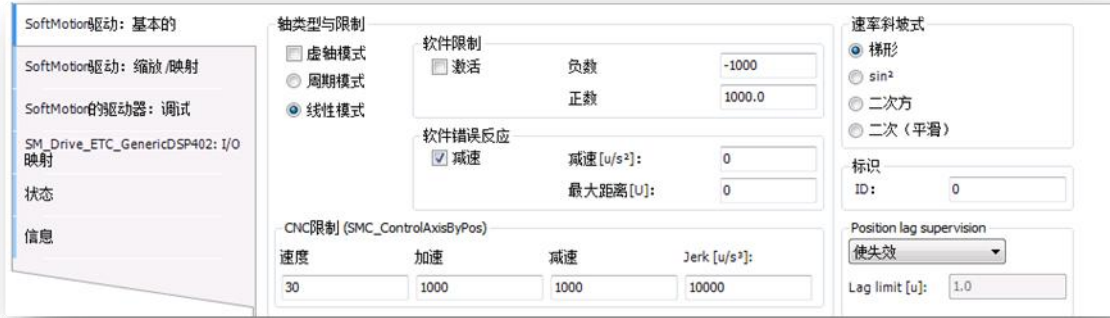 SoftMotion驱动：基本的
SoftMotion驱动：缩放/映射
SoftMotion的驱动器：调试
SM_Drive_ETC_GenericDSP402: I/O
映射
状态
信息
轴类型与限制
虚轴模式
周期模式
线性模式
软件限制
激活
负数
-1000
正数
1000.0
软件错误反应
减速
减速[u/s²]:
0
最大距离[U]:
0
CNC限制 (SMC_ControlAxisByPos)
速度
加速
减速
Jerk [u/s³]:
30
1000
1000
10000
速率斜坡式
梯形
sin²
二次方
二次（平滑）
标识
ID:
0
Position lag supervision
使失效
Lag limit [u]:
1.0